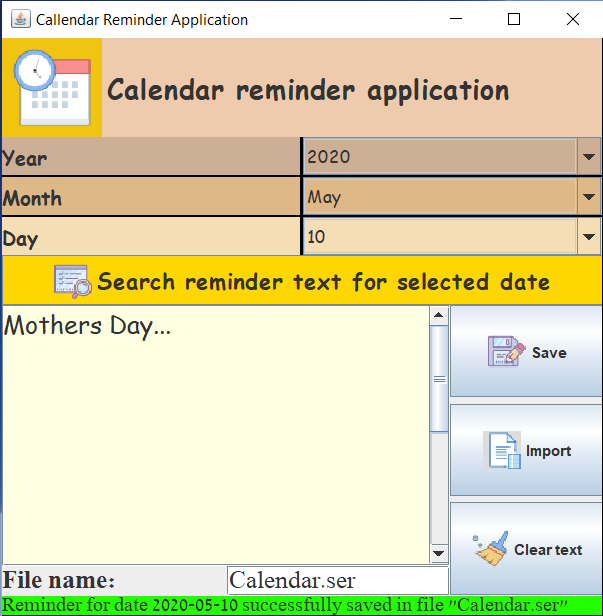 Callendar Reminder Application
Calendar reminder application
Year 2020
Month May
Day 10
Search reminder text for selected date
Mothers Day...
Save
Import
Clear text
File name: Calendar.ser
Reminder for date 2020-05-10 successfully saved in file "Calendar.ser"